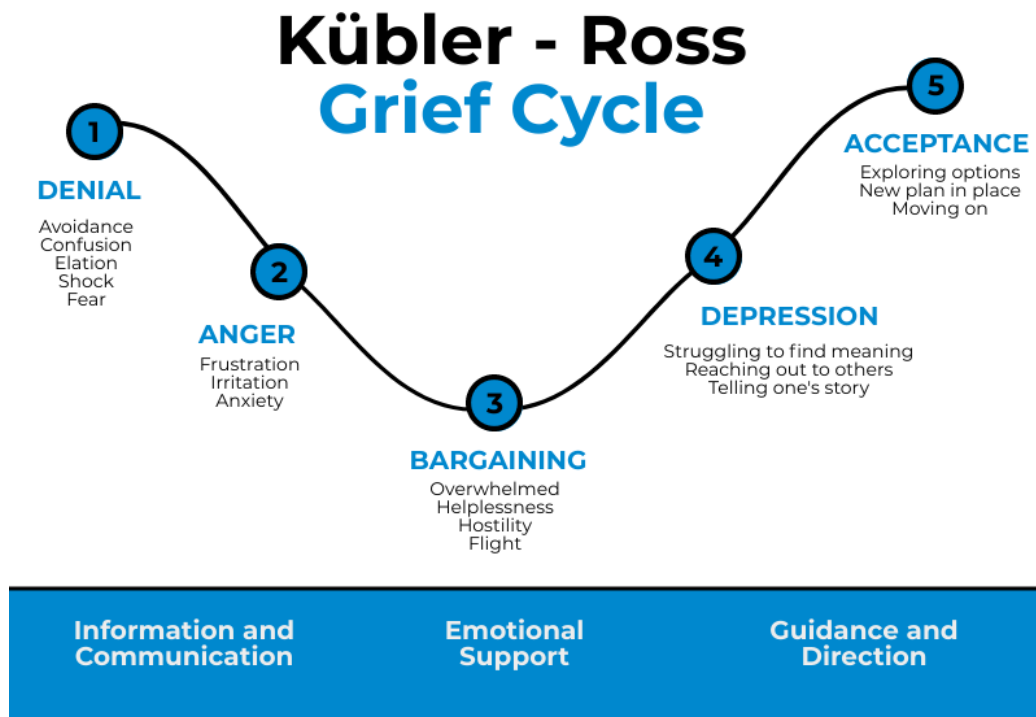 Kübler - Ross
Grief Cycle
1
DENIAL
Avoidance
Confusion
Elation
Shock
Fear
2
ANGER
Frustration
Irritation
Anxiety
3
BARGAINING
Overwhelmed
Helplessness
Hostility
Flight
4
DEPRESSION
Struggling to find meaning
Reaching out to others
Telling one's story
5
ACCEPTANCE
Exploring options
New plan in place
Moving on
Information and
Communication
Emotional
Support
Guidance and
Direction